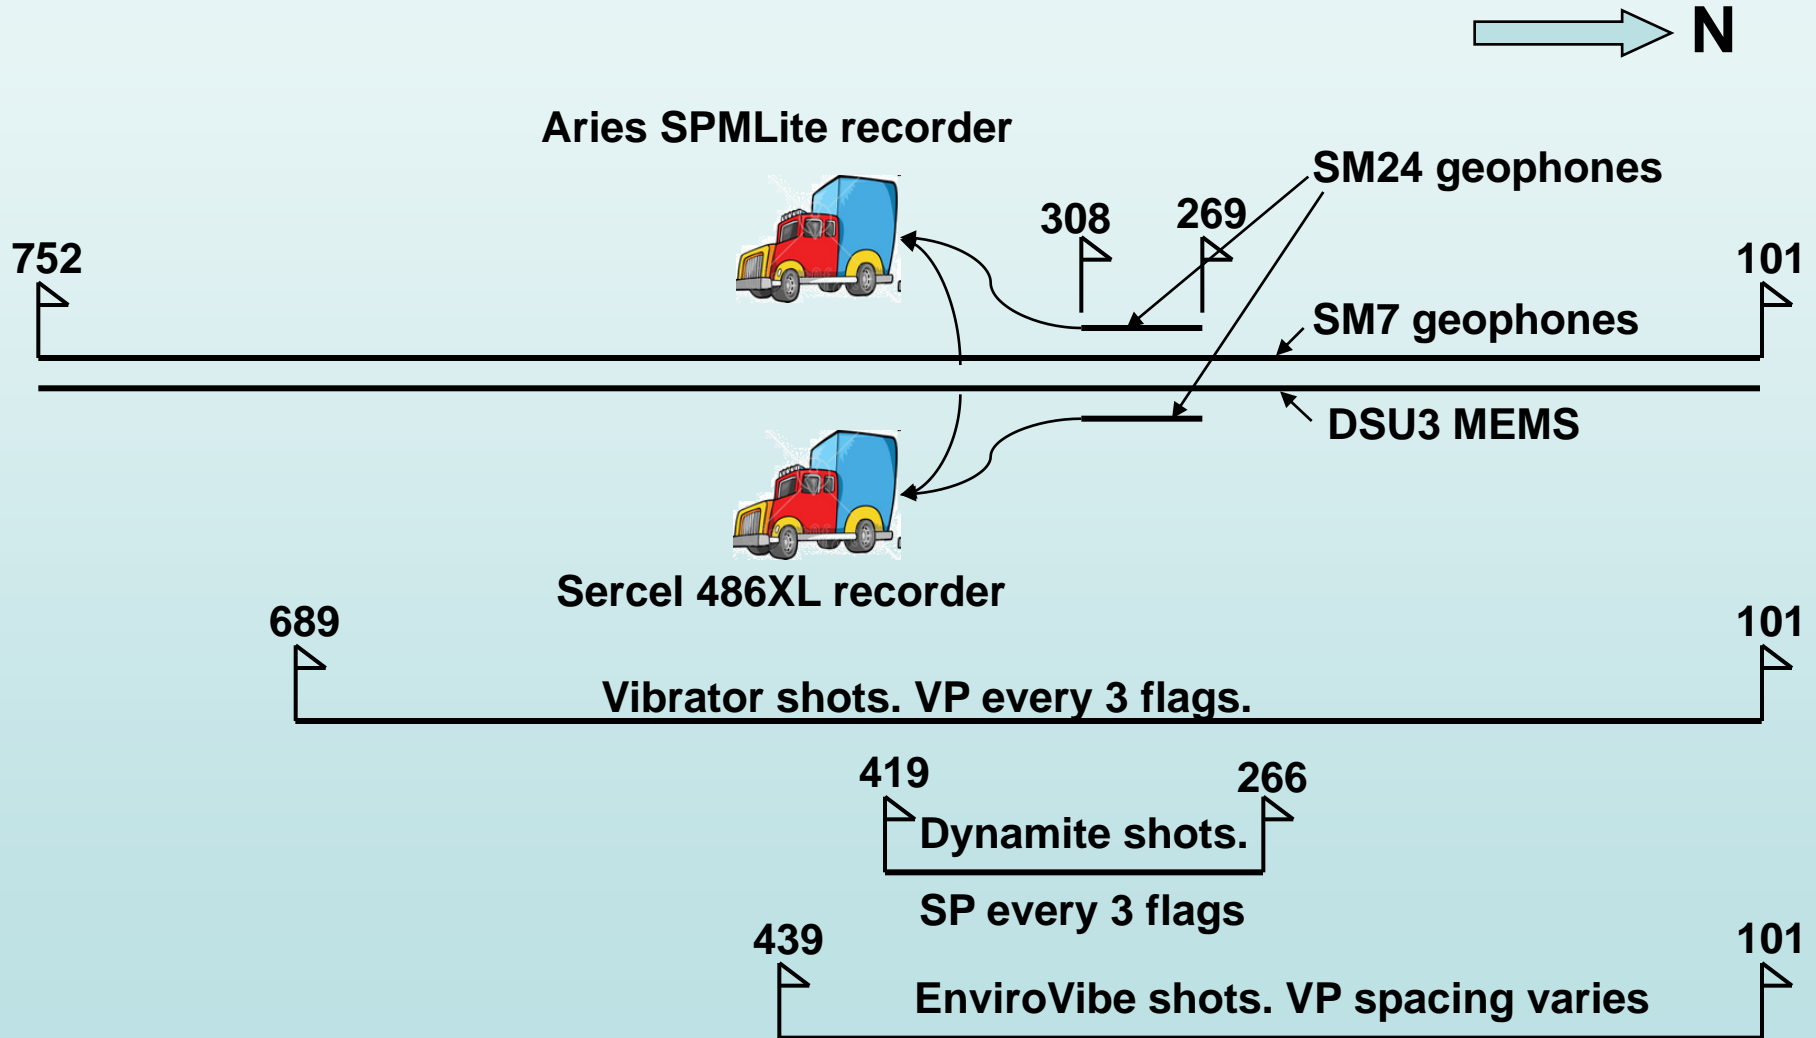 N
Aries SPMLite recorder
SM24 geophones
308
269
752
101
SM7 geophones
DSU3 MEMS
Sercel 486XL recorder
689
101
Vibrator shots. VP every 3 flags.
419
266
Dynamite shots.
SP every 3 flags
439
101
EnviroVibe shots. VP spacing varies